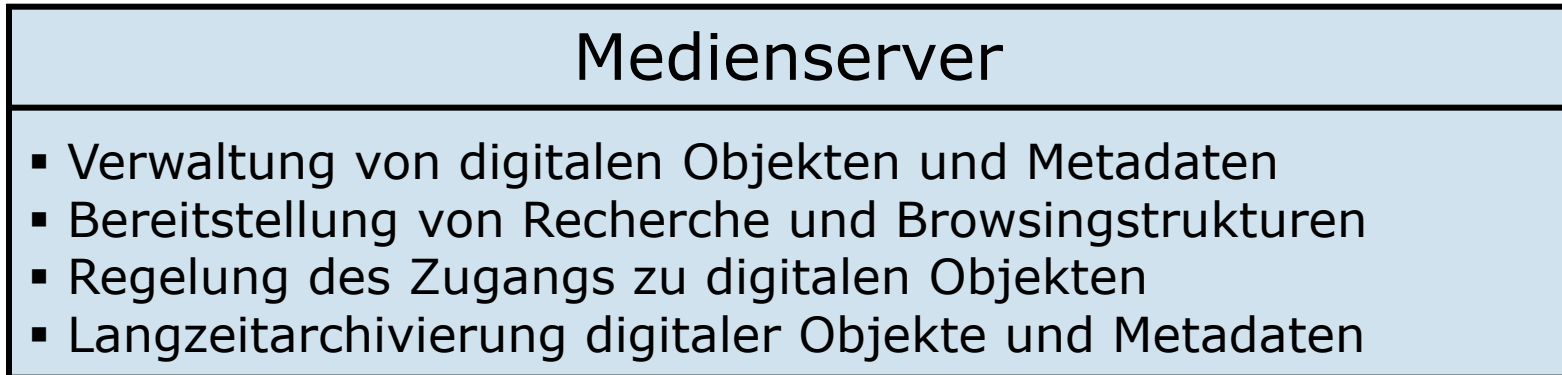 Medienserver
▪ Verwaltung von digitalen Objekten und Metadaten
▪ Bereitstellung von Recherche und Browsingstrukturen
▪ Regelung des Zugangs zu digitalen Objekten
▪ Langzeitarchivierung digitaler Objekte und Metadaten